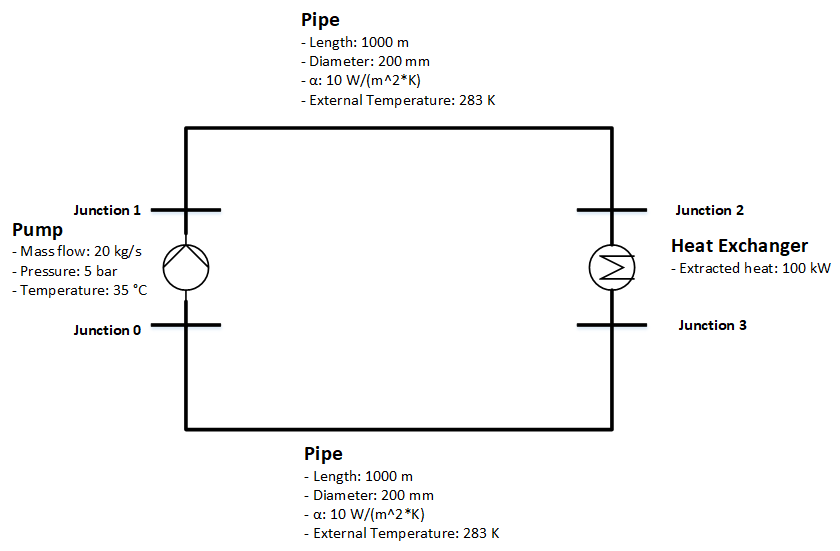 Pipe
- Length: 1000 m
- Diameter: 200 mm
- α: 10 W/(m^2*K)
- External Temperature: 283 K
Junction 1
Junction 2
Pump
- Mass flow: 20 kg/s
- Pressure: 5 bar
- Temperature: 35 °C
Heat Exchanger
- Extracted heat: 100 kW
Junction 0
Junction 3
Pipe
- Length: 1000 m
- Diameter: 200 mm
- α: 10 W/(m^2*K)
- External Temperature: 283 K